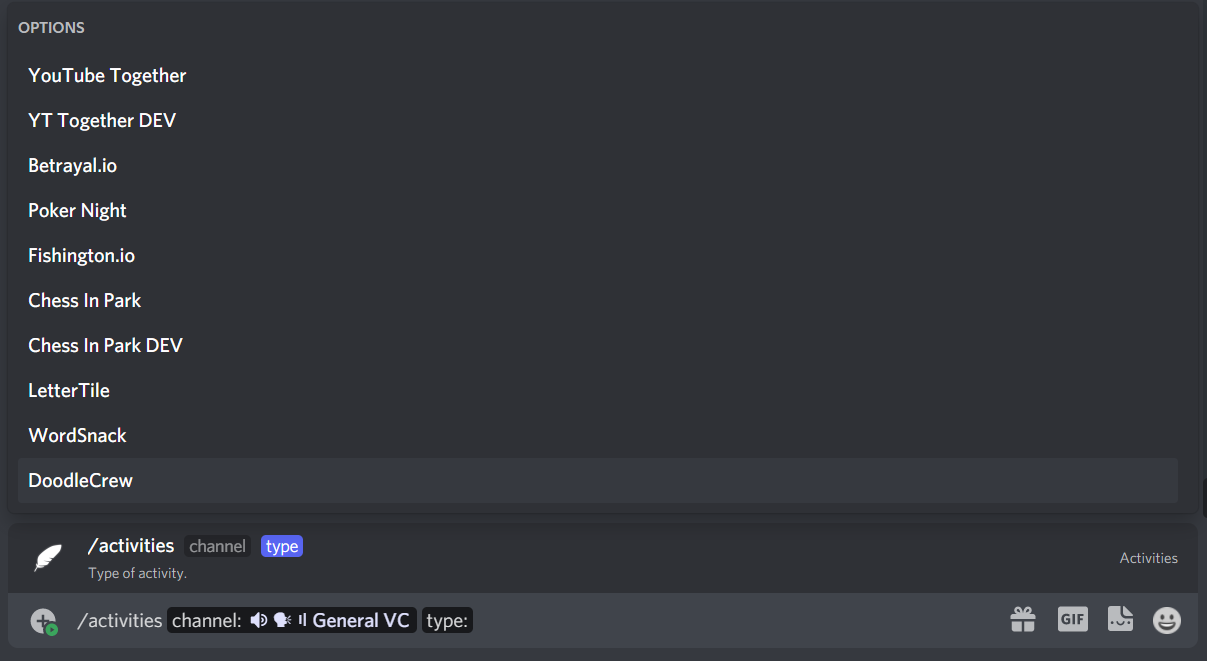 OPTIONS
YouTube Together
YT Together DEV
Betrayal.io
Poker Night
Fishington.io
Chess In Park
Chess In Park DEV
LetterTile
WordSnack
DoodleCrew
/activities channel type
Type of activity.
Activities
/activities channel: General VC type:
GIF